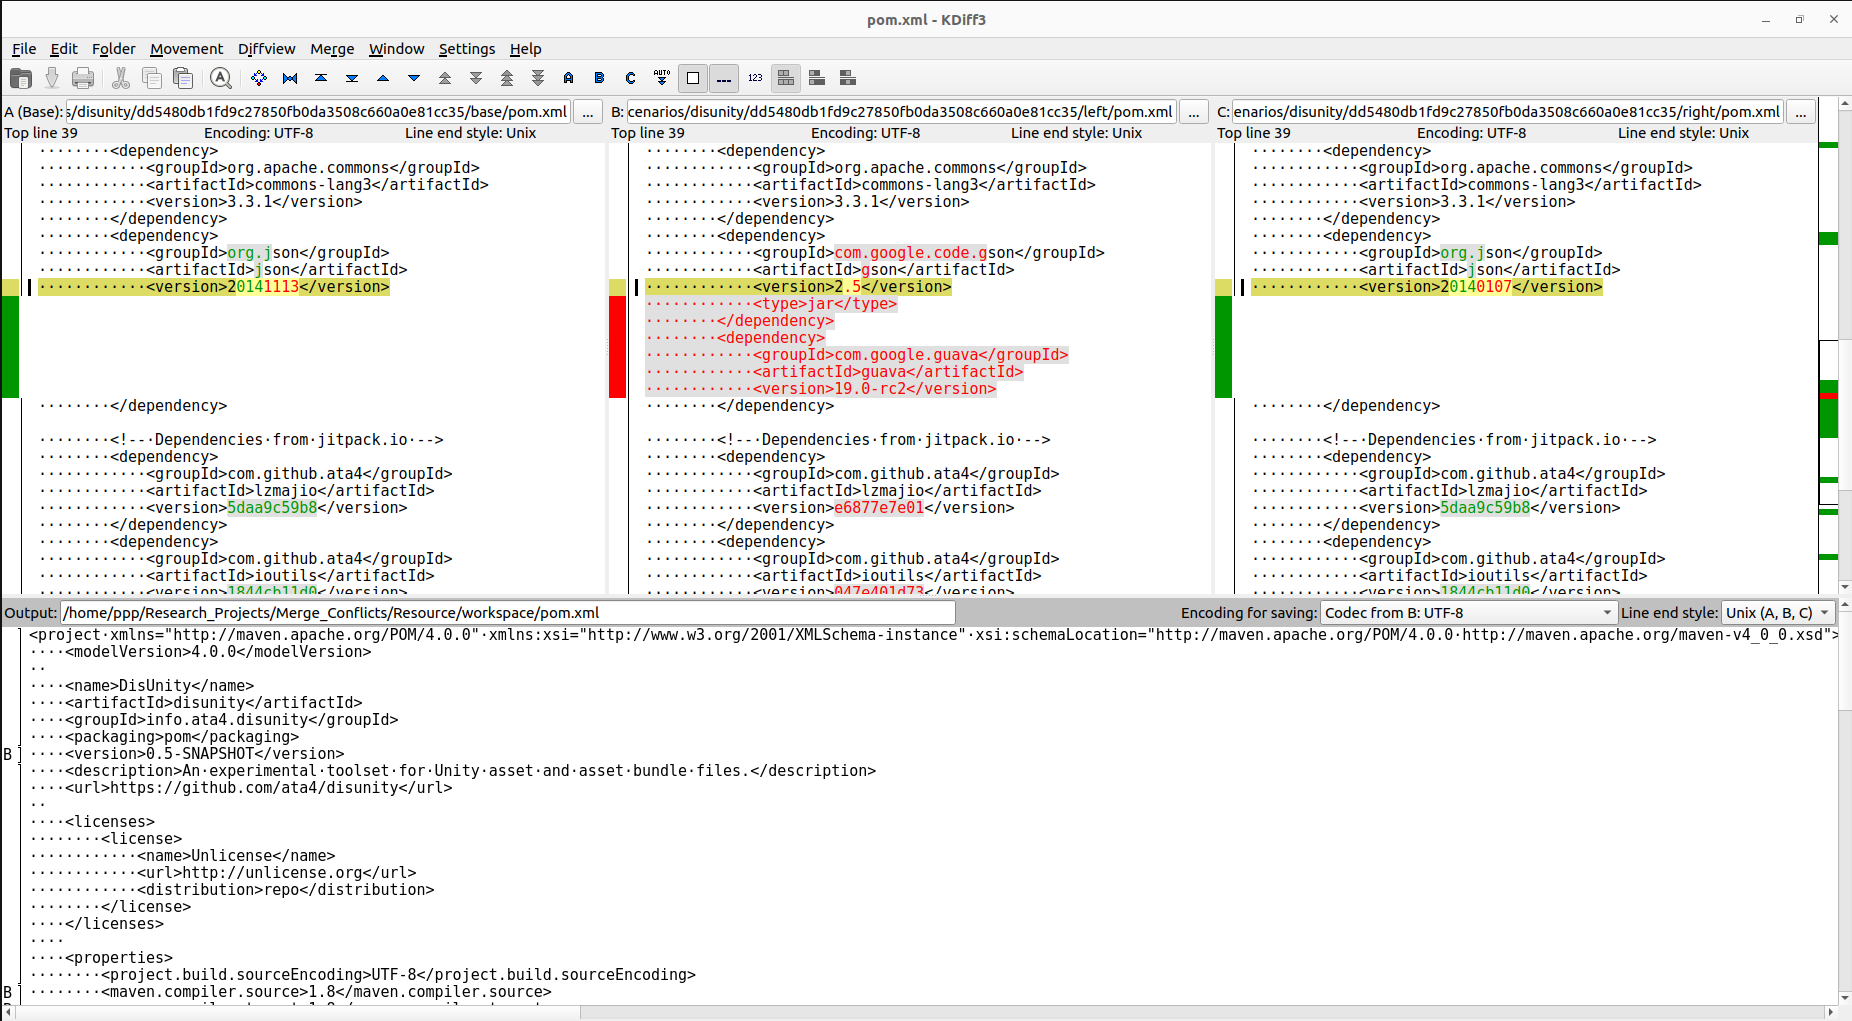 pom.xml - KDiff3
File Edit Folder Movement Diffview Merge Window Settings Help
A B C AUTO 123
A (Base): s/disunity/dd5480db1fd9c27850fb0da3508c660a0e81cc35/base/pom.xml ...
Top line 39 Encoding: UTF-8 Line end style: Unix
········<dependency>
············<groupId>org.apache.commons</groupId>
············<artifactId>commons-lang3</artifactId>
············<version>3.3.1</version>
········</dependency>
········<dependency>
············<groupId>org.json</groupId>
············<artifactId>json</artifactId>
············<version>20141113</version>
········</dependency>
········<!--·Dependencies·from·jitpack.io·-->
········<dependency>
············<groupId>com.github.ata4</groupId>
············<artifactId>lzmajio</artifactId>
············<version>5daa9c59b8</version>
········</dependency>
········<dependency>
············<groupId>com.github.ata4</groupId>
············<artifactId>ioutils</artifactId>
············<version>1844cb11d0</version>
B: cenarios/disunity/dd5480db1fd9c27850fb0da3508c660a0e81cc35/left/pom.xml ...
Top line 39 Encoding: UTF-8 Line end style: Unix
········<dependency>
············<groupId>org.apache.commons</groupId>
············<artifactId>commons-lang3</artifactId>
············<version>3.3.1</version>
········</dependency>
········<dependency>
············<groupId>com.google.code.gson</groupId>
············<artifactId>gson</artifactId>
············<version>2.5</version>
············<type>jar</type>
········</dependency>
········<dependency>
············<groupId>com.google.guava</groupId>
············<artifactId>guava</artifactId>
············<version>19.0-rc2</version>
········</dependency>
········<!--·Dependencies·from·jitpack.io·-->
········<dependency>
············<groupId>com.github.ata4</groupId>
············<artifactId>lzmajio</artifactId>
············<version>e6877e7e01</version>
········</dependency>
········<dependency>
············<groupId>com.github.ata4</groupId>
············<artifactId>ioutils</artifactId>
············<version>047e401d73</version>
C: enarios/disunity/dd5480db1fd9c27850fb0da3508c660a0e81cc35/right/pom.xml ...
Top line 39 Encoding: UTF-8 Line end style: Unix
········<dependency>
············<groupId>org.apache.commons</groupId>
············<artifactId>commons-lang3</artifactId>
············<version>3.3.1</version>
········</dependency>
········<dependency>
············<groupId>org.json</groupId>
············<artifactId>json</artifactId>
············<version>20140107</version>
········</dependency>
········<!--·Dependencies·from·jitpack.io·-->
········<dependency>
············<groupId>com.github.ata4</groupId>
············<artifactId>lzmajio</artifactId>
············<version>5daa9c59b8</version>
········</dependency>
········<dependency>
············<groupId>com.github.ata4</groupId>
············<artifactId>ioutils</artifactId>
············<version>1844cb11d0</version>
Output: /home/ppp/Research_Projects/Merge_Conflicts/Resource/workspace/pom.xml Encoding for saving: Codec from B: UTF-8 Line end style: Unix (A, B, C)
<project·xmlns="http://maven.apache.org/POM/4.0.0"·xmlns:xsi="http://www.w3.org/2001/XMLSchema-instance"·xsi:schemaLocation="http://maven.apache.org/POM/4.0.0·http://maven.apache.org/maven-v4_0_0.xsd">
····<modelVersion>4.0.0</modelVersion>
··
····<name>DisUnity</name>
····<artifactId>disunity</artifactId>
····<groupId>info.ata4.disunity</groupId>
····<packaging>pom</packaging>
B ····<version>0.5-SNAPSHOT</version>
····<description>An·experimental·toolset·for·Unity·asset·and·asset·bundle·files.</description>
····<url>https://github.com/ata4/disunity</url>
··
····<licenses>
········<license>
············<name>Unlicense</name>
············<url>http://unlicense.org</url>
············<distribution>repo</distribution>
········</license>
····</licenses>
····
····<properties>
········<project.build.sourceEncoding>UTF-8</project.build.sourceEncoding>
B ········<maven.compiler.source>1.8</maven.compiler.source>